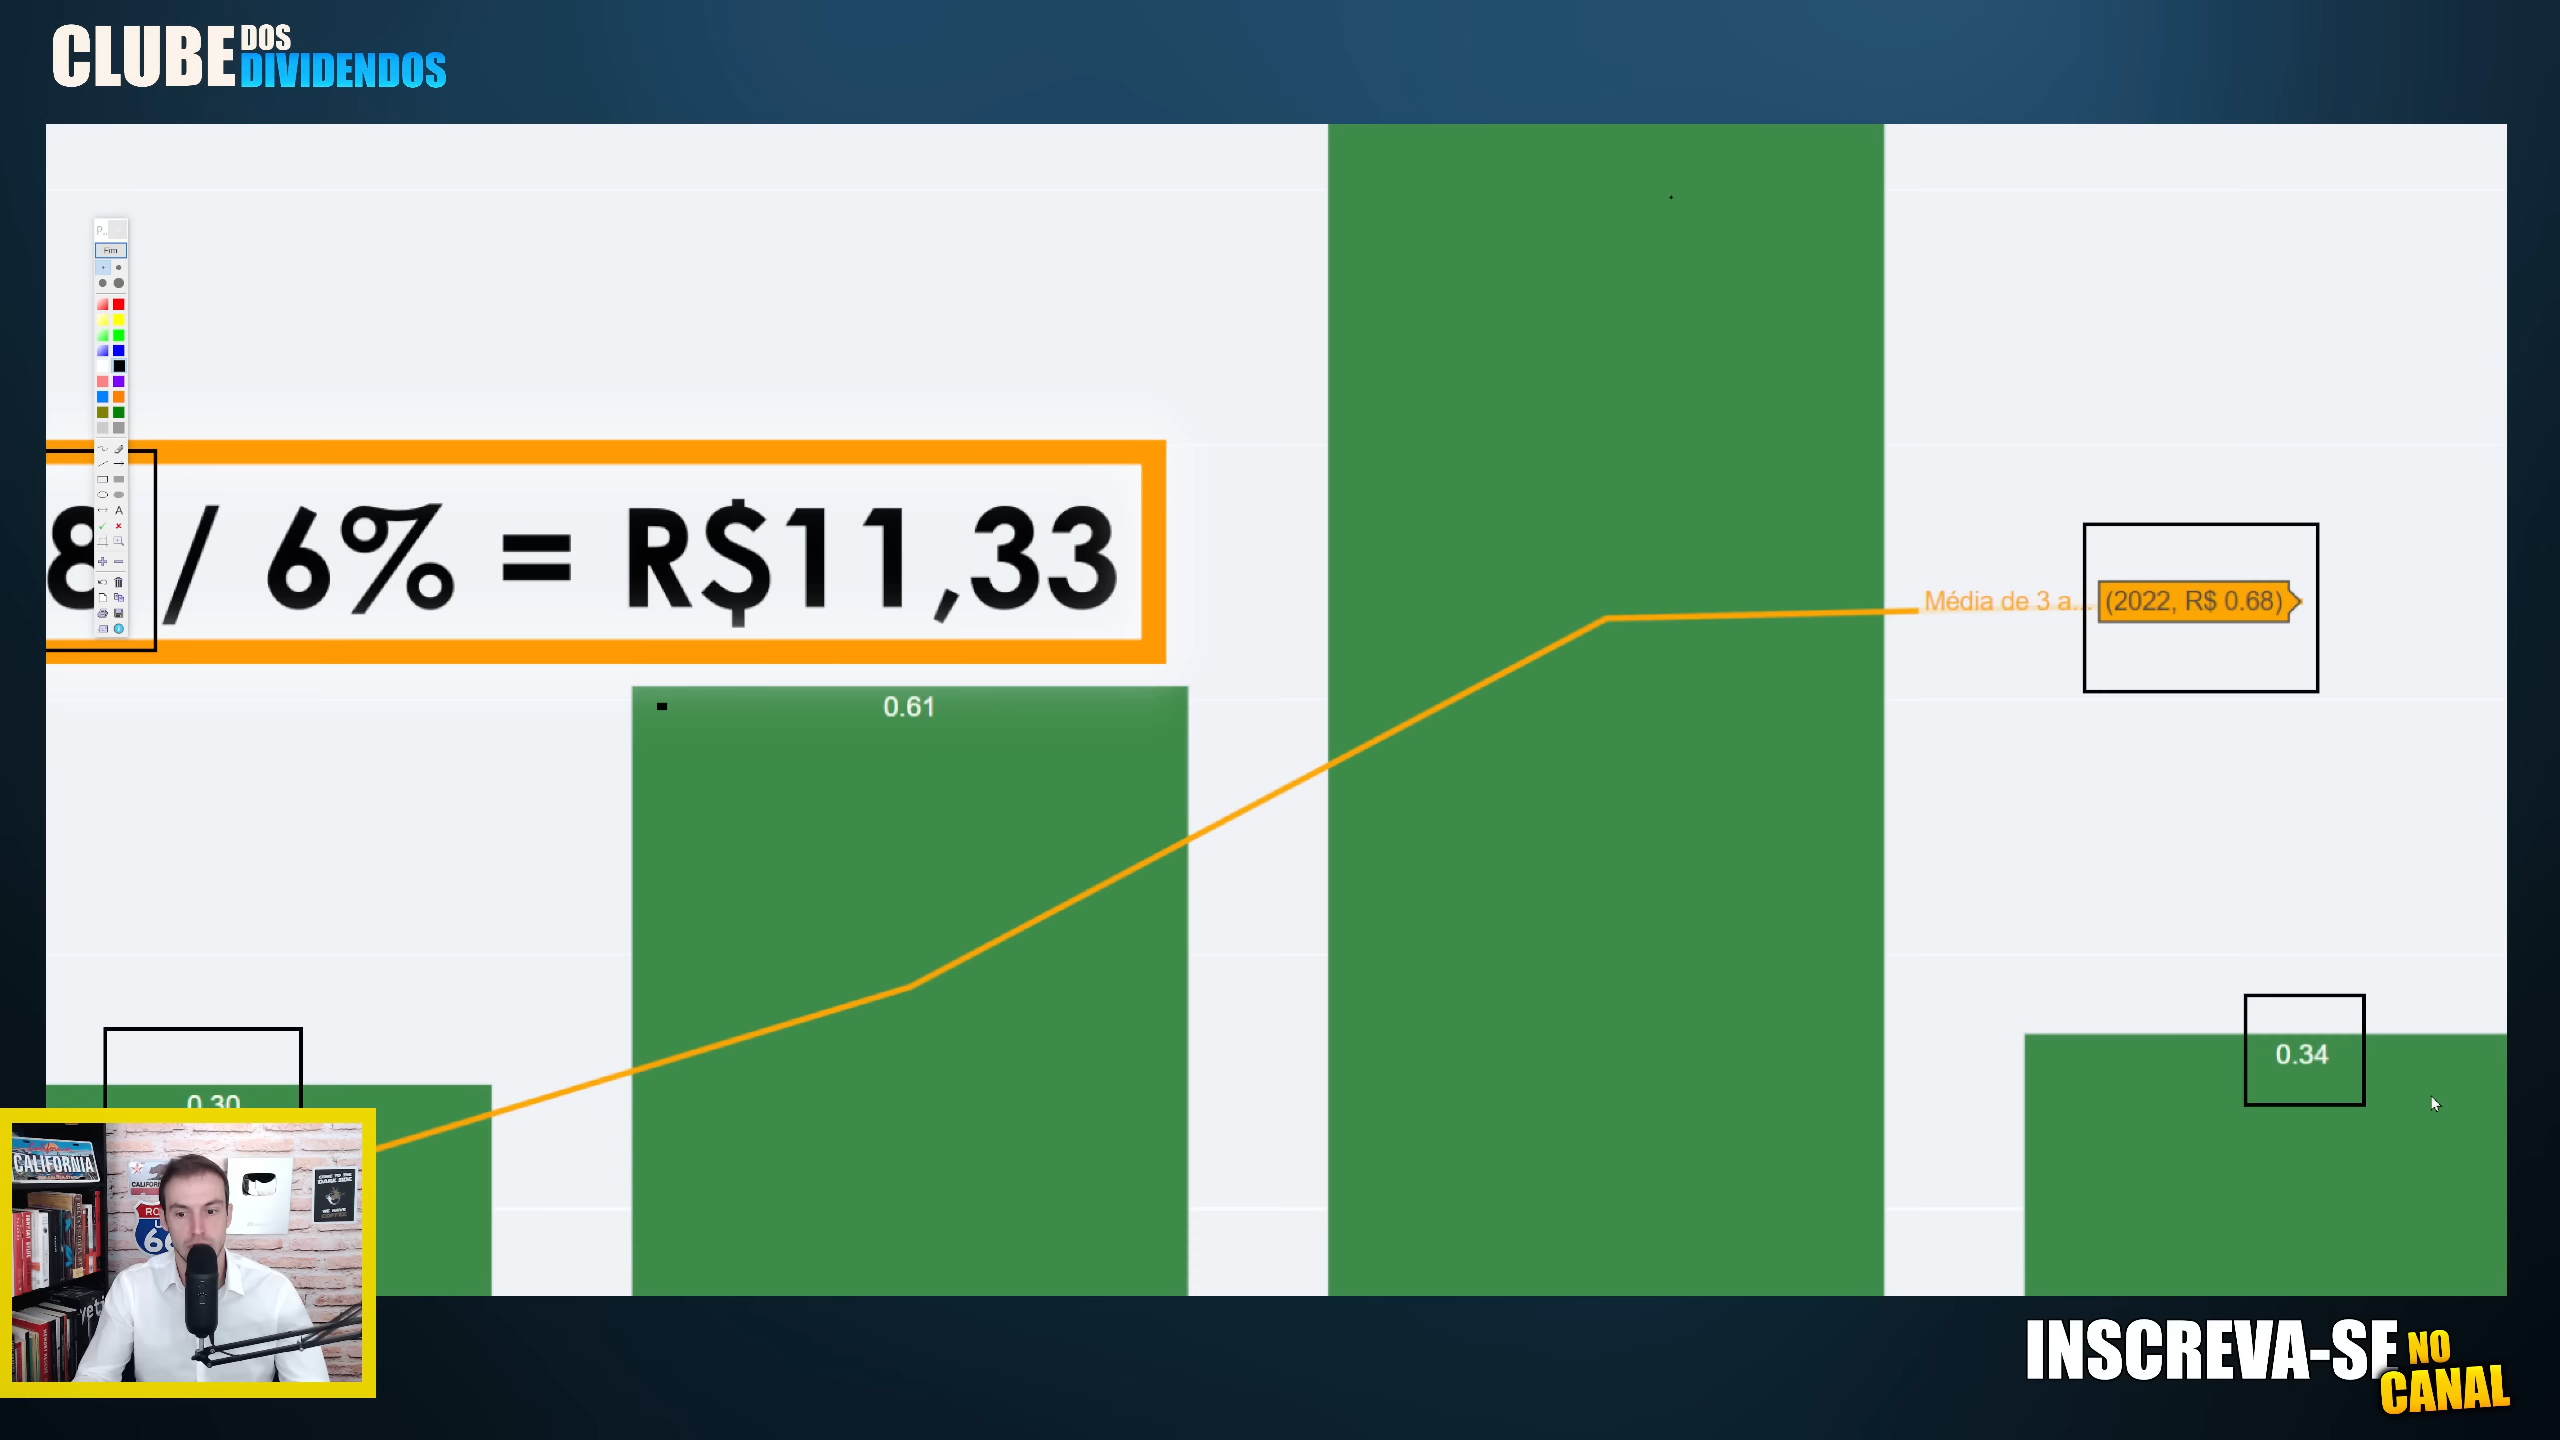 CLUBE DOS DIVIDENDOS
P...
Fim
8 / 6% = R$11,33
Média de 3 a... (2022, R$ 0.68)
0.61
0.34
0.30
CALIFORNIA
INSCREVA-SE NO CANAL